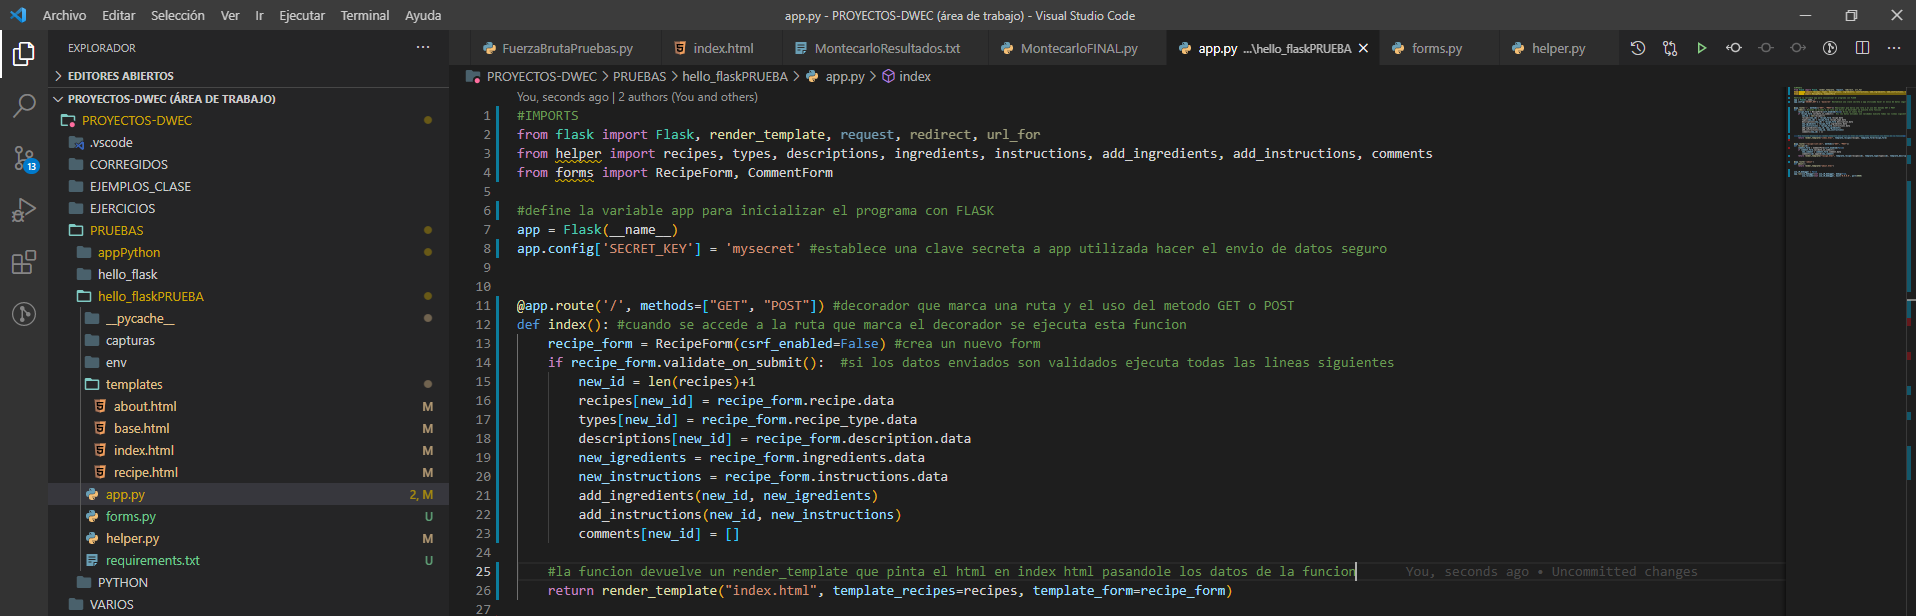 Archivo Editar Selección Ver Ir Ejecutar Terminal Ayuda
app.py - PROYECTOS-DWEC (área de trabajo) - Visual Studio Code
EXPLORADOR
EDITORES ABIERTOS
PROYECTOS-DWEC (ÁREA DE TRABAJO)
PROYECTOS-DWEC
.vscode
CORREGIDOS
13
EJEMPLOS_CLASE
EJERCICIOS
PRUEBAS
appPython
hello_flask
hello_flaskPRUEBA
__pycache__
capturas
env
templates
about.html M
base.html M
index.html M
recipe.html M
app.py 2, M
forms.py U
helper.py M
requirements.txt U
PYTHON
VARIOS
FuerzaBrutaPruebas.py index.html MontecarloResultados.txt MontecarloFINAL.py app.py ...\hello_flaskPRUEBA forms.py helper.py
PROYECTOS-DWEC > PRUEBAS > hello_flaskPRUEBA > app.py > index
You, seconds ago | 2 authors (You and others)
1 #IMPORTS
2 from flask import Flask, render_template, request, redirect, url_for
3 from helper import recipes, types, descriptions, ingredients, instructions, add_ingredients, add_instructions, comments
4 from forms import RecipeForm, CommentForm
5
6 #define la variable app para inicializar el programa con FLASK
7 app = Flask(__name__)
8 app.config['SECRET_KEY'] = 'mysecret' #establece una clave secreta a app utilizada hacer el envio de datos seguro
9
10
11 @app.route('/', methods=["GET", "POST"]) #decorador que marca una ruta y el uso del metodo GET o POST
12 def index(): #cuando se accede a la ruta que marca el decorador se ejecuta esta funcion
13 recipe_form = RecipeForm(csrf_enabled=False) #crea un nuevo form
14 if recipe_form.validate_on_submit(): #si los datos enviados son validados ejecuta todas las lineas siguientes
15 new_id = len(recipes)+1
16 recipes[new_id] = recipe_form.recipe.data
17 types[new_id] = recipe_form.recipe_type.data
18 descriptions[new_id] = recipe_form.description.data
19 new_igredients = recipe_form.ingredients.data
20 new_instructions = recipe_form.instructions.data
21 add_ingredients(new_id, new_igredients)
22 add_instructions(new_id, new_instructions)
23 comments[new_id] = []
24
25 #la funcion devuelve un render_template que pinta el html en index html pasandole los datos de la funcion You, seconds ago • Uncommitted changes
26 return render_template("index.html", template_recipes=recipes, template_form=recipe_form)
27